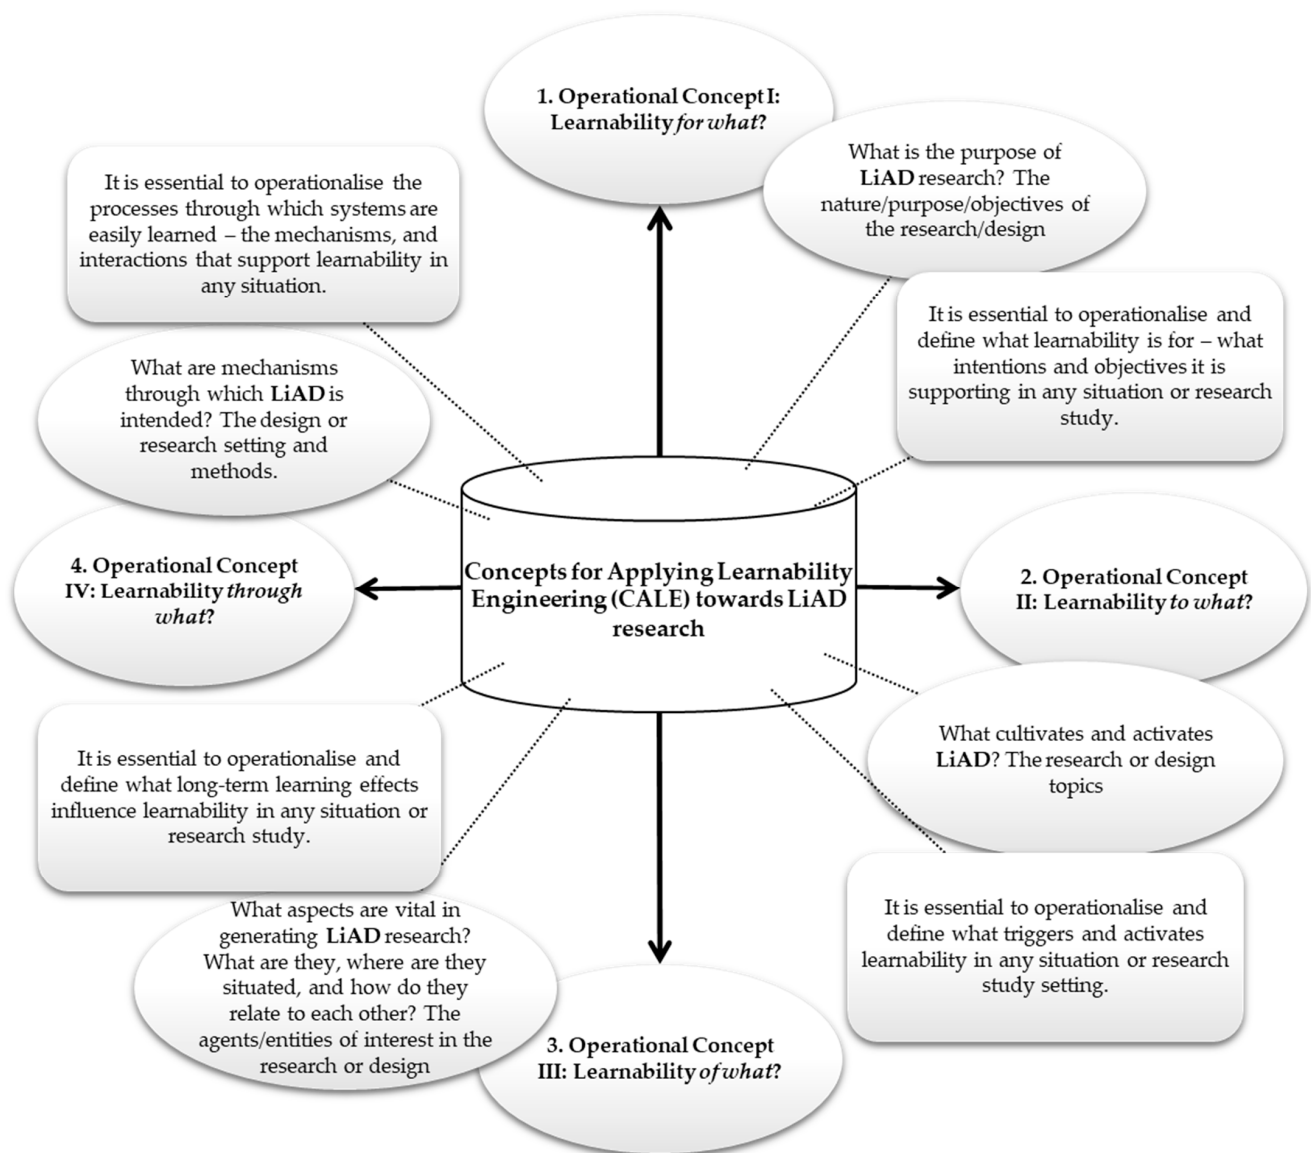 1. Operational Concept I:
Learnability for what?
What is the purpose of
LiAD research? The
nature/purpose/objectives of
the research/design
It is essential to operationalise and
define what learnability is for – what
intentions and objectives it is
supporting in any situation or research
study.
2. Operational Concept
II: Learnability to what?
What cultivates and activates
LiAD? The research or design
topics
It is essential to operationalise and
define what triggers and activates
learnability in any situation or research
study setting.
3. Operational Concept
III: Learnability of what?
What aspects are vital in
generating LiAD research?
What are they, where are they
situated, and how do they
relate to each other? The
agents/entities of interest in the
research or design
It is essential to operationalise and
define what long-term learning effects
influence learnability in any situation or
research study.
4. Operational Concept
IV: Learnability through
what?
What are mechanisms
through which LiAD is
intended? The design or
research setting and
methods.
It is essential to operationalise the
processes through which systems are
easily learned – the mechanisms, and
interactions that support learnability in
any situation.
Concepts for Applying Learnability
Engineering (CALE) towards LiAD
research